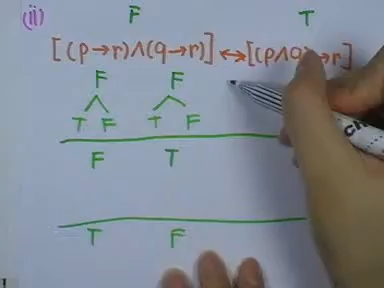 (ii) F T
[(p→r)∧(q→r)]↔[(p∧q)→r]
F F
T F T F
F T
T F